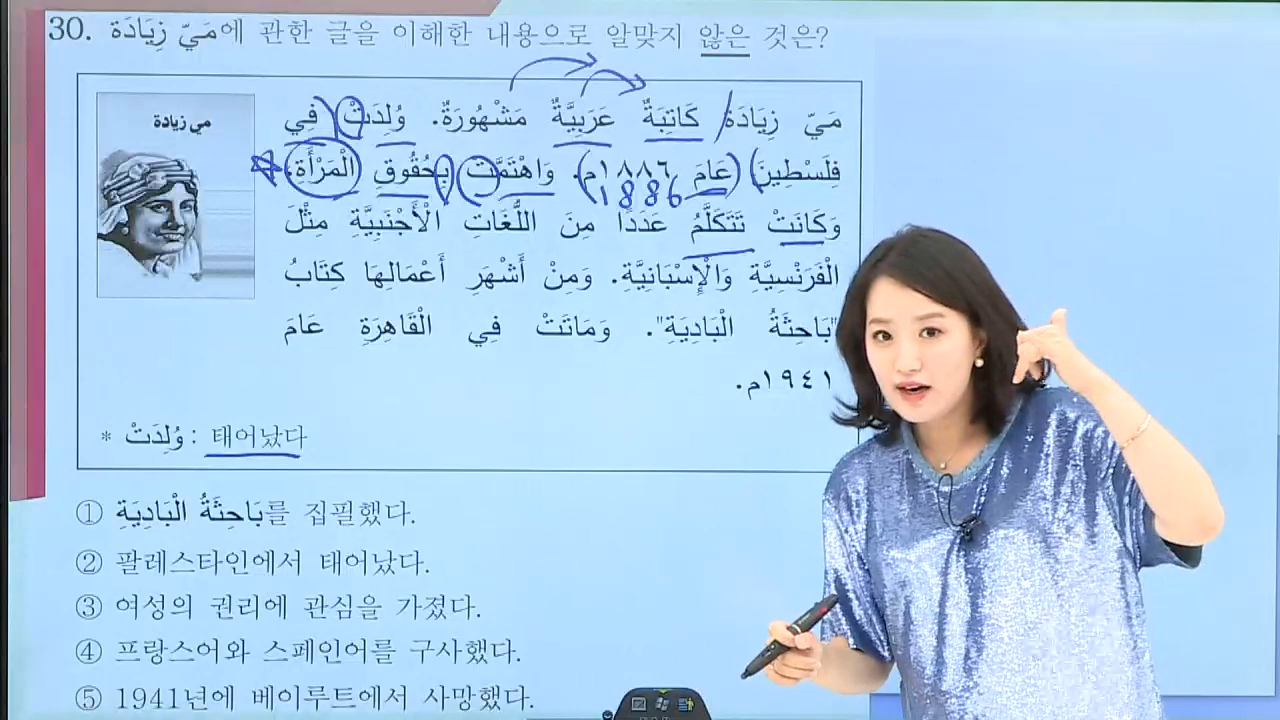 30. مَيّ زِيَادَة에 관한 글을 이해한 내용으로 알맞지 않은 것은?
مي زيادة
مَيّ زِيَادَة كَاتِبَةٌ عَرَبِيَّةٌ مَشْهُورَةٌ. وُلِدَتْ فِي
فِلَسْطِينَ عَامَ ١٨٨٦م. وَاهْتَمَّتْ بِحُقُوقِ الْمَرْأَةِ.
1886
وَكَانَتْ تَتَكَلَّمُ عَدَدًا مِنَ اللُّغَاتِ الْأَجْنَبِيَّةِ مِثْلَ
الْفَرَنْسِيَّةِ وَالْإِسْبَانِيَّةِ. وَمِنْ أَشْهَرِ أَعْمَالِهَا كِتَابُ
"بَاحِثَةُ الْبَادِيَةِ". وَمَاتَتْ فِي الْقَاهِرَةِ عَامَ
١٩٤١م.
* وُلِدَتْ : 태어났다
① بَاحِثَةُ الْبَادِيَةِ를 집필했다.
② 팔레스타인에서 태어났다.
③ 여성의 권리에 관심을 가졌다.
④ 프랑스어와 스페인어를 구사했다.
⑤ 1941년에 베이루트에서 사망했다.